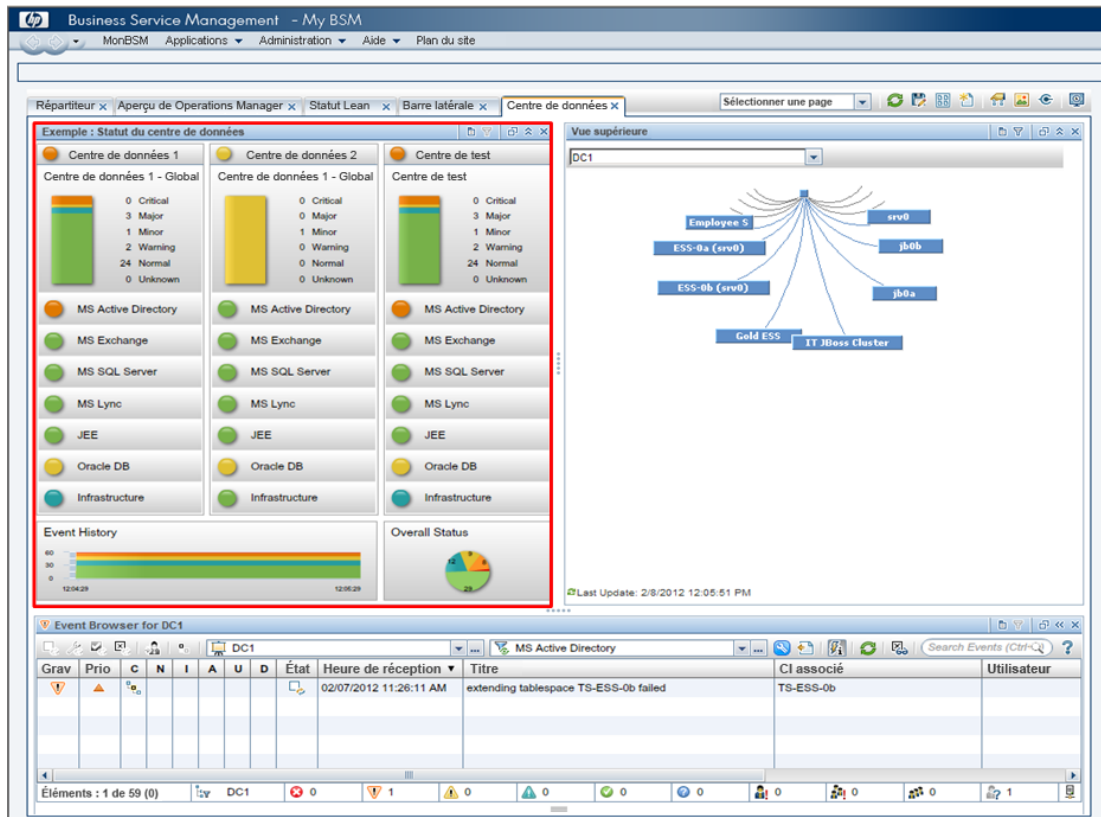 hp Business Service Management - My BSM
MonBSM Applications Administration Aide Plan du site
Répartiteur Aperçu de Operations Manager Statut Lean Barre latérale Centre de données Sélectionner une page
Exemple : Statut du centre de données
Centre de données 1 Centre de données 2 Centre de test
Centre de données 1 - Global Centre de données 1 - Global Centre de test
0 Critical 0 Critical 0 Critical
3 Major 0 Major 3 Major
1 Minor 1 Minor 1 Minor
2 Warning 0 Warning 2 Warning
24 Normal 0 Normal 24 Normal
0 Unknown 0 Unknown 0 Unknown
MS Active Directory MS Active Directory MS Active Directory
MS Exchange MS Exchange MS Exchange
MS SQL Server MS SQL Server MS SQL Server
MS Lync MS Lync MS Lync
JEE JEE JEE
Oracle DB Oracle DB Oracle DB
Infrastructure Infrastructure Infrastructure
Event History Overall Status
60
30
0
12:04:29 12:05:29
12 9 29
Vue supérieure
DC1
Employee S srv0
ESS-0a (srv0) jb0b
ESS-0b (srv0) jb0a
Gold ESS IT JBoss Cluster
Last Update: 2/8/2012 12:05:51 PM
Event Browser for DC1
DC1 MS Active Directory Search Events (Ctrl+
Grav Prio C N I A U D État Heure de réception Titre CI associé Utilisateur
02/07/2012 11:26:11 AM extending tablespace TS-ESS-0b failed TS-ESS-0b
Éléments : 1 de 59 (0) DC1 0 1 0 0 0 0 0 0 0 1